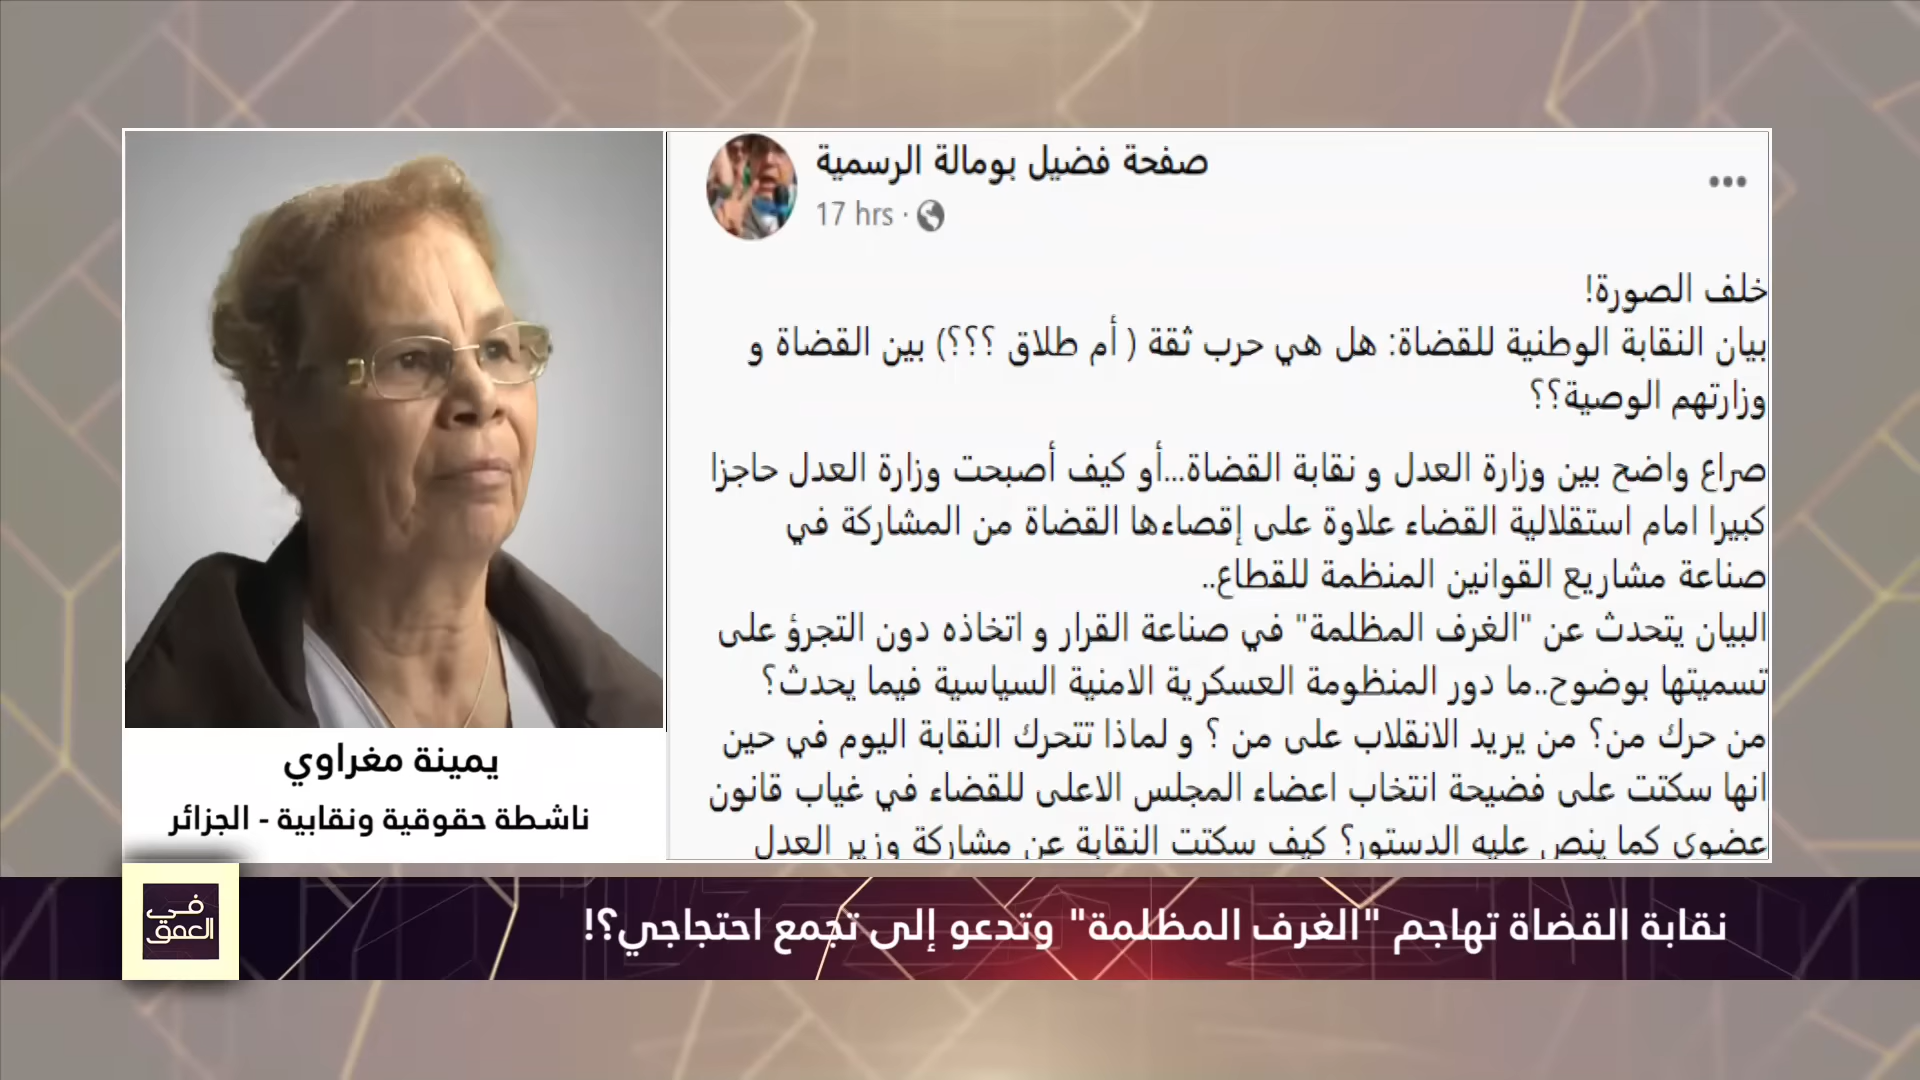 صفحة فضيل بومالة الرسمية
17 hrs ·
خلف الصورة!
بيان النقابة الوطنية للقضاة: هل هي حرب ثقة ( أم طلاق ؟؟؟) بين القضاة و
وزارتهم الوصية؟؟
صراع واضح بين وزارة العدل و نقابة القضاة...أو كيف أصبحت وزارة العدل حاجزا
كبيرا امام استقلالية القضاء علاوة على إقصاءها القضاة من المشاركة في
صناعة مشاريع القوانين المنظمة للقطاع..
البيان يتحدث عن "الغرف المظلمة" في صناعة القرار و اتخاذه دون التجرؤ على
تسميتها بوضوح..ما دور المنظومة العسكرية الامنية السياسية فيما يحدث؟
من حرك من؟ من يريد الانقلاب على من ؟ و لماذا تتحرك النقابة اليوم في حين
انها سكتت على فضيحة انتخاب اعضاء المجلس الاعلى للقضاء في غياب قانون
عضوي كما ينص عليه الدستور؟ كيف سكتت النقابة عن مشاركة وزير العدل
يمينة مغراوي
ناشطة حقوقية ونقابية - الجزائر
نقابة القضاة تهاجم "الغرف المظلمة" وتدعو إلى تجمع احتجاجي؟!
في
العمق